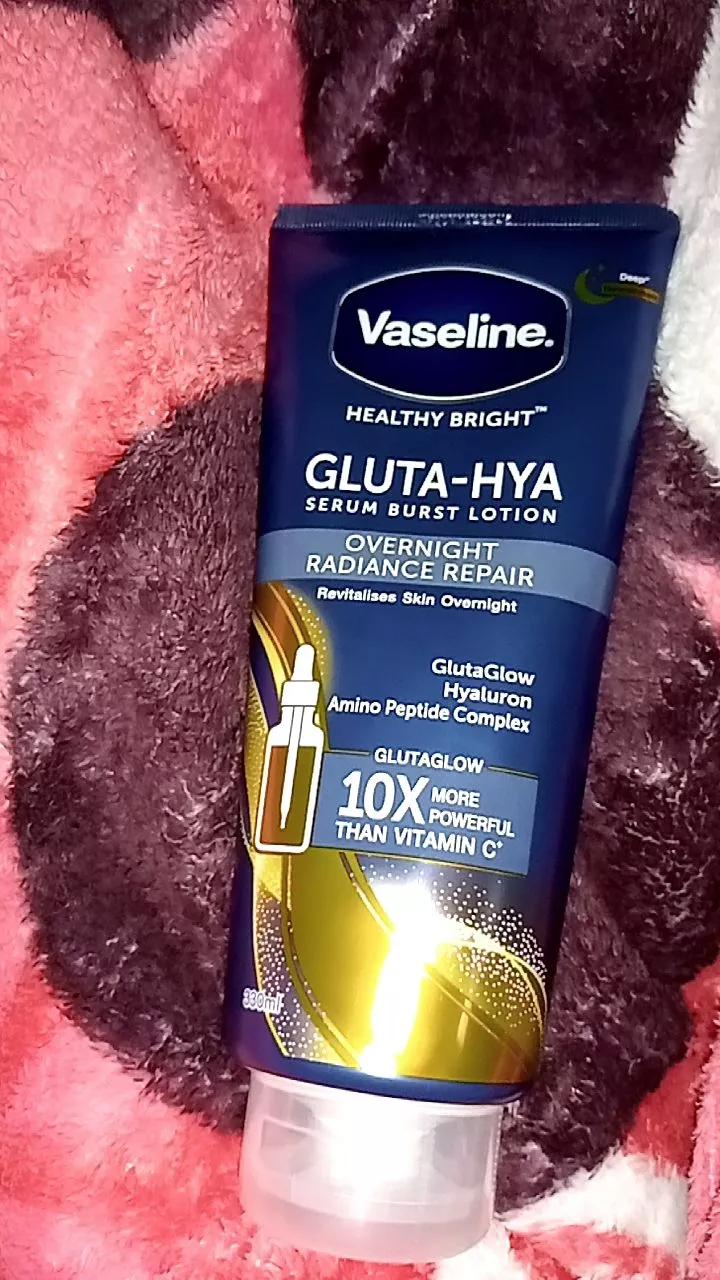 Deep™
Vaseline.
HEALTHY BRIGHT™
GLUTA-HYA
SERUM BURST LOTION
OVERNIGHT
RADIANCE REPAIR
Revitalises Skin Overnight
GlutaGlow
Hyaluron
Amino Peptide Complex
GLUTAGLOW
10X MORE
POWERFUL
THAN VITAMIN C*
330ml